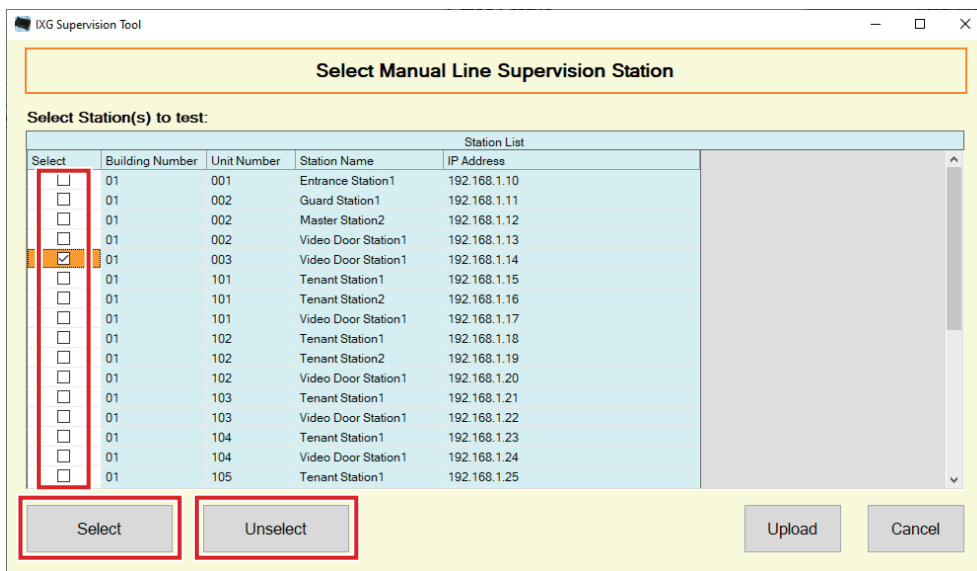 IXG Supervision Tool
Select Manual Line Supervision Station
Select Station(s) to test:
Station List
Select Building Number Unit Number Station Name IP Address
01 001 Entrance Station1 192.168.1.10
01 002 Guard Station1 192.168.1.11
01 002 Master Station2 192.168.1.12
01 002 Video Door Station1 192.168.1.13
01 003 Video Door Station1 192.168.1.14
01 101 Tenant Station1 192.168.1.15
01 101 Tenant Station2 192.168.1.16
01 101 Video Door Station1 192.168.1.17
01 102 Tenant Station1 192.168.1.18
01 102 Tenant Station2 192.168.1.19
01 102 Video Door Station1 192.168.1.20
01 103 Tenant Station1 192.168.1.21
01 103 Video Door Station1 192.168.1.22
01 104 Tenant Station1 192.168.1.23
01 104 Video Door Station1 192.168.1.24
01 105 Tenant Station1 192.168.1.25
Select Unselect Upload Cancel